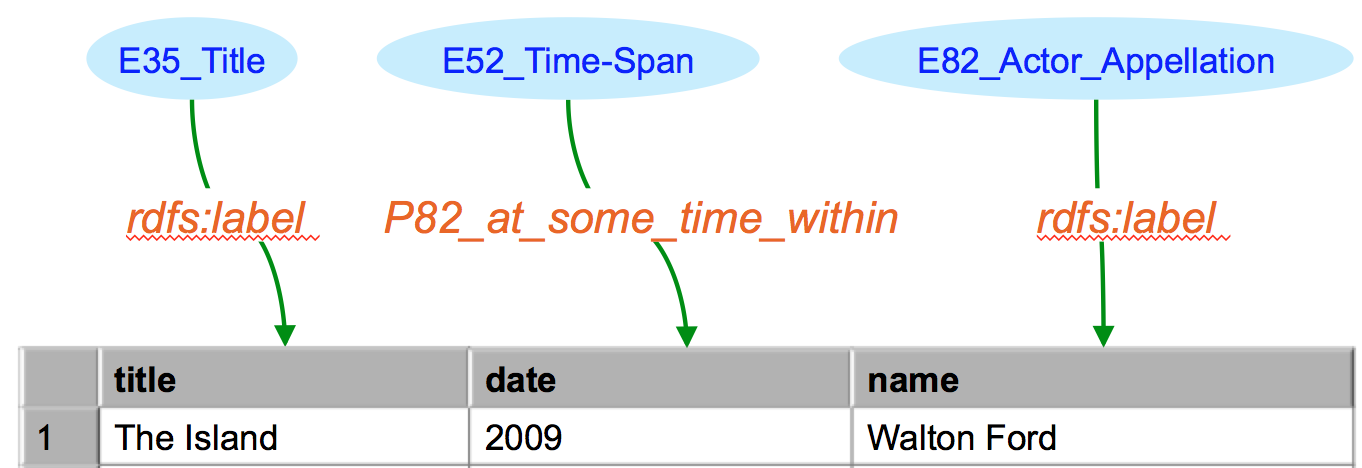 E35_Title E52_Time-Span E82_Actor_Appellation
rdfs:label P82_at_some_time_within rdfs:label
title date name
1 The Island 2009 Walton Ford